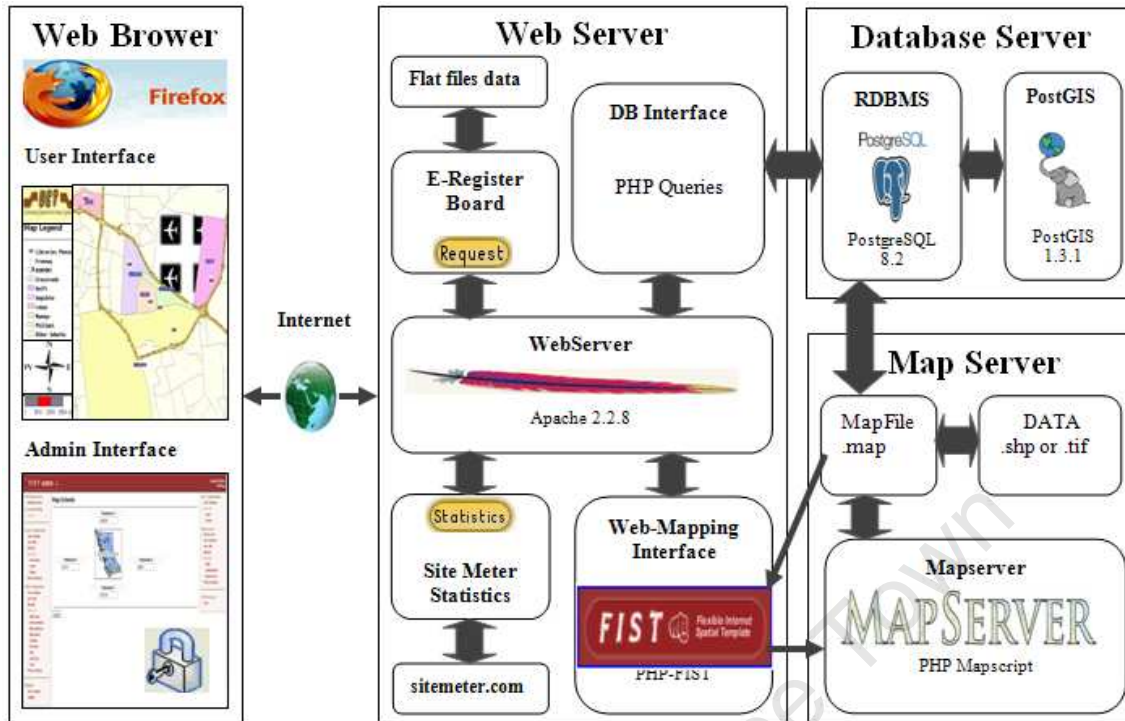 Web Brower
Firefox
User Interface
Map Legend
N
W
E
S
Admin Interface
Internet
Web Server
Flat files data
E-Register
Board
Request
DB Interface
PHP Queries
WebServer
Apache 2.2.8
Statistics
Site Meter
Statistics
sitemeter.com
Web-Mapping
Interface
FIST
Flexible Internet
Spatial Template
PHP-FIST
Database Server
RDBMS
PostgreSQL
PostgreSQL
8.2
PostGIS
PostGIS
1.3.1
Map Server
MapFile
.map
DATA
.shp or .tif
Mapserver
MAPSERVER
PHP Mapscript
e Town